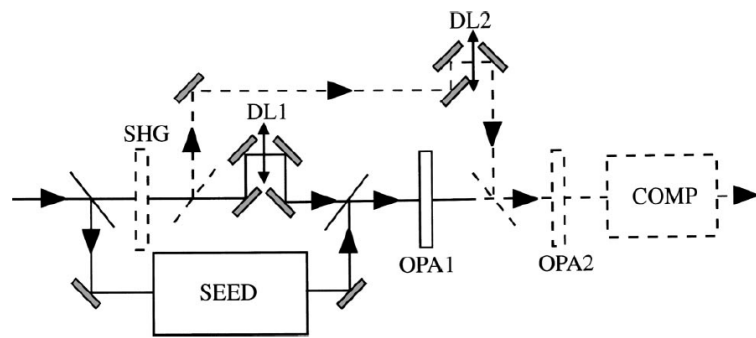 DL2
DL1
SHG
COMP
OPA1
OPA2
SEED